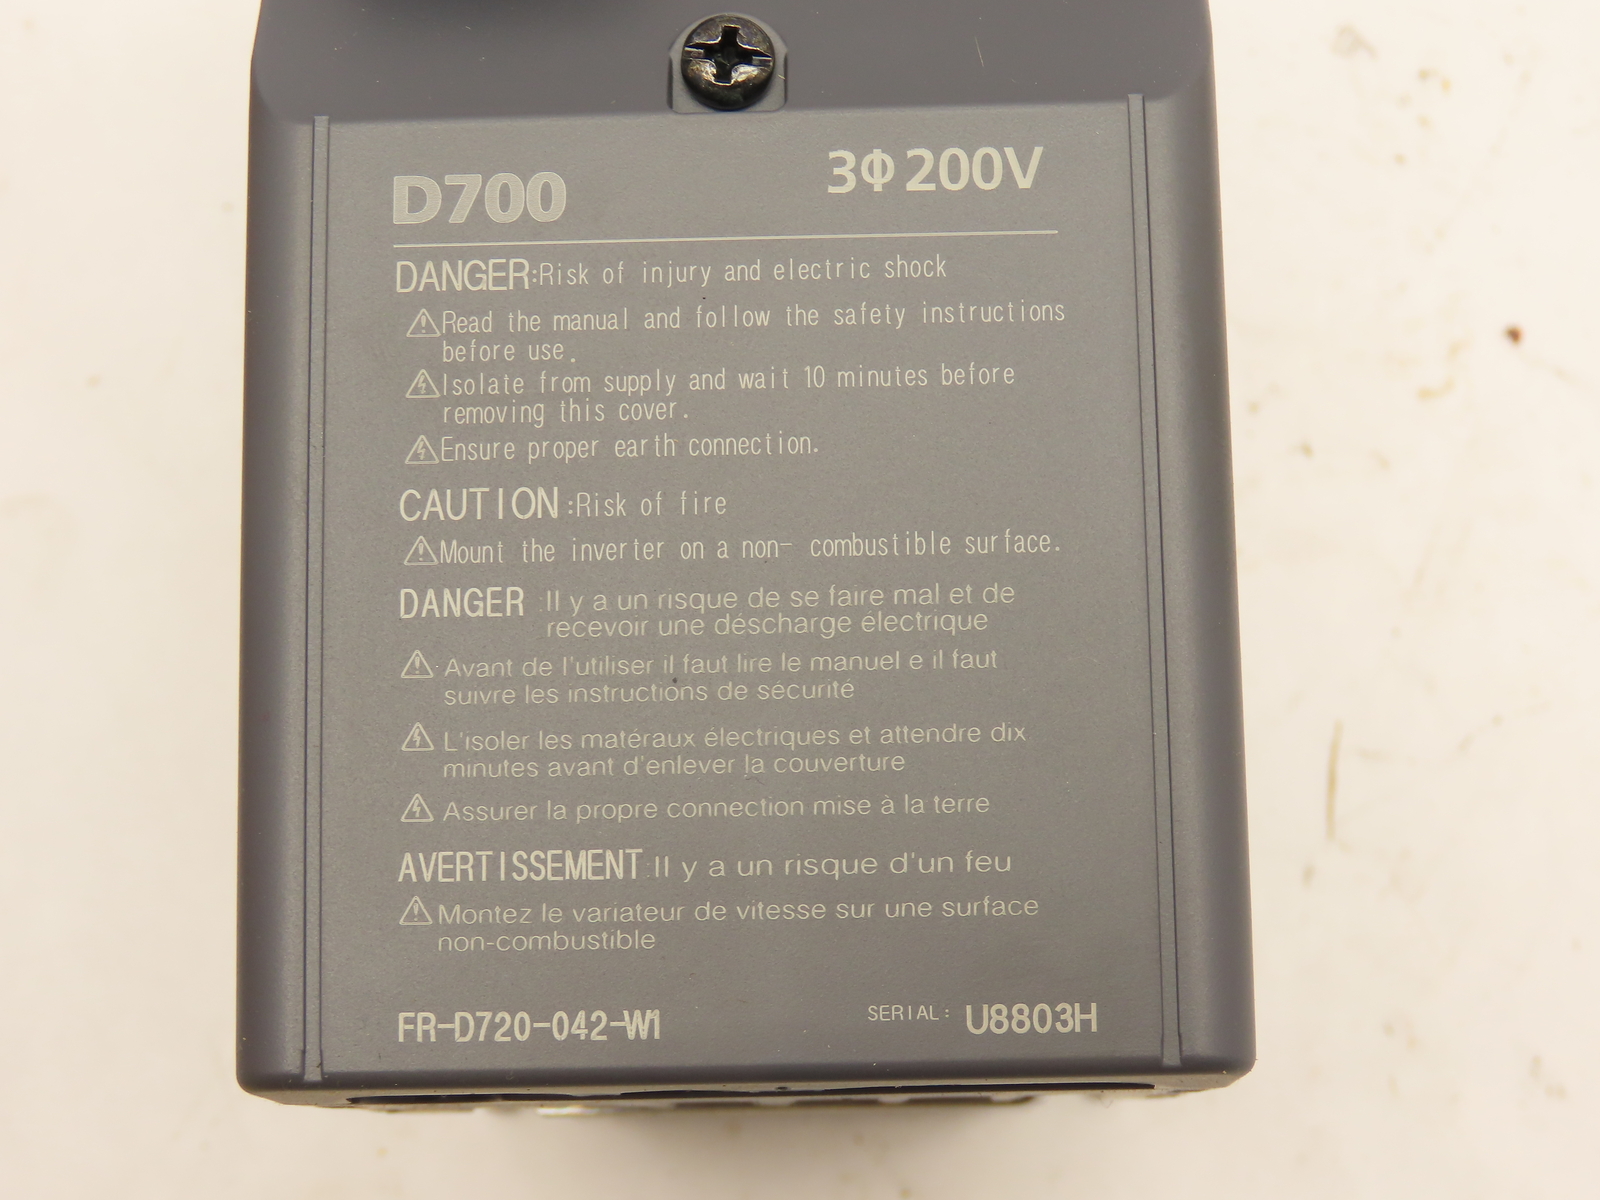 D700
3Φ200V
DANGER:Risk of injury and electric shock
Read the manual and follow the safety instructions
before use.
Isolate from supply and wait 10 minutes before
removing this cover.
Ensure proper earth connection.
CAUTION:Risk of fire
Mount the inverter on a non- combustible surface.
DANGER :Il y a un risque de se faire mal et de
recevoir une déscharge électrique
Avant de l'utiliser il faut lire le manuel e il faut
suivre les instructions de sécurité
L'isoler les matéraux électriques et attendre dix
minutes avant d'enlever la couverture
Assurer la propre connection mise à la terre
AVERTISSEMENT:Il y a un risque d'un feu
Montez le variateur de vitesse sur une surface
non-combustible
FR-D720-042-W1
SERIAL: U8803H